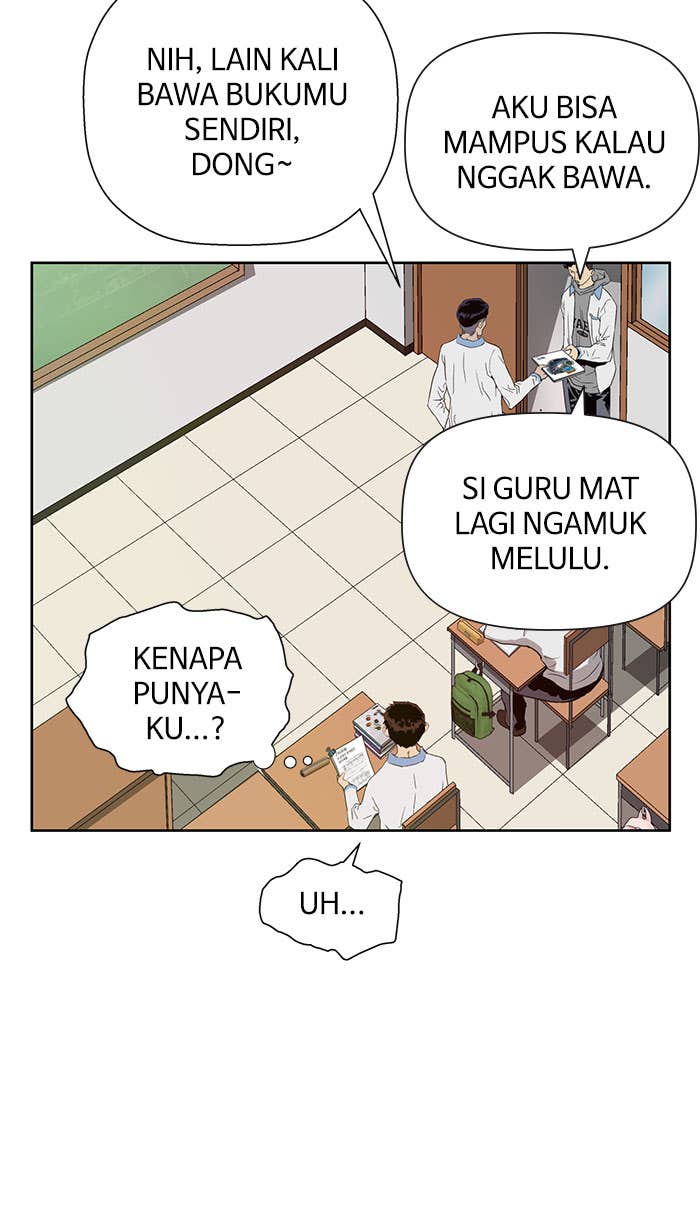 NIH, LAIN KALI
BAWA BUKUMU
SENDIRI,
DONG~
AKU BISA
MAMPUS KALAU
NGGAK BAWA.
SI GURU MAT
LAGI NGAMUK
MELULU.
KENAPA
PUNYA-
KU...?
UH...